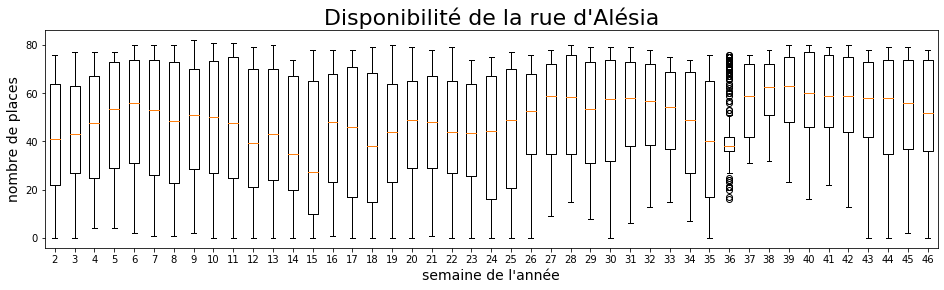 Disponibilité de la rue d'Alésia
nombre de places
80
60
40
20
0
2 3 4 5 6 7 8 9 10 11 12 13 14 15 16 17 18 19 20 21 22 23 24 25 26 27 28 29 30 31 32 33 34 35 36 37 38 39 40 41 42 43 44 45 46
semaine de l'année